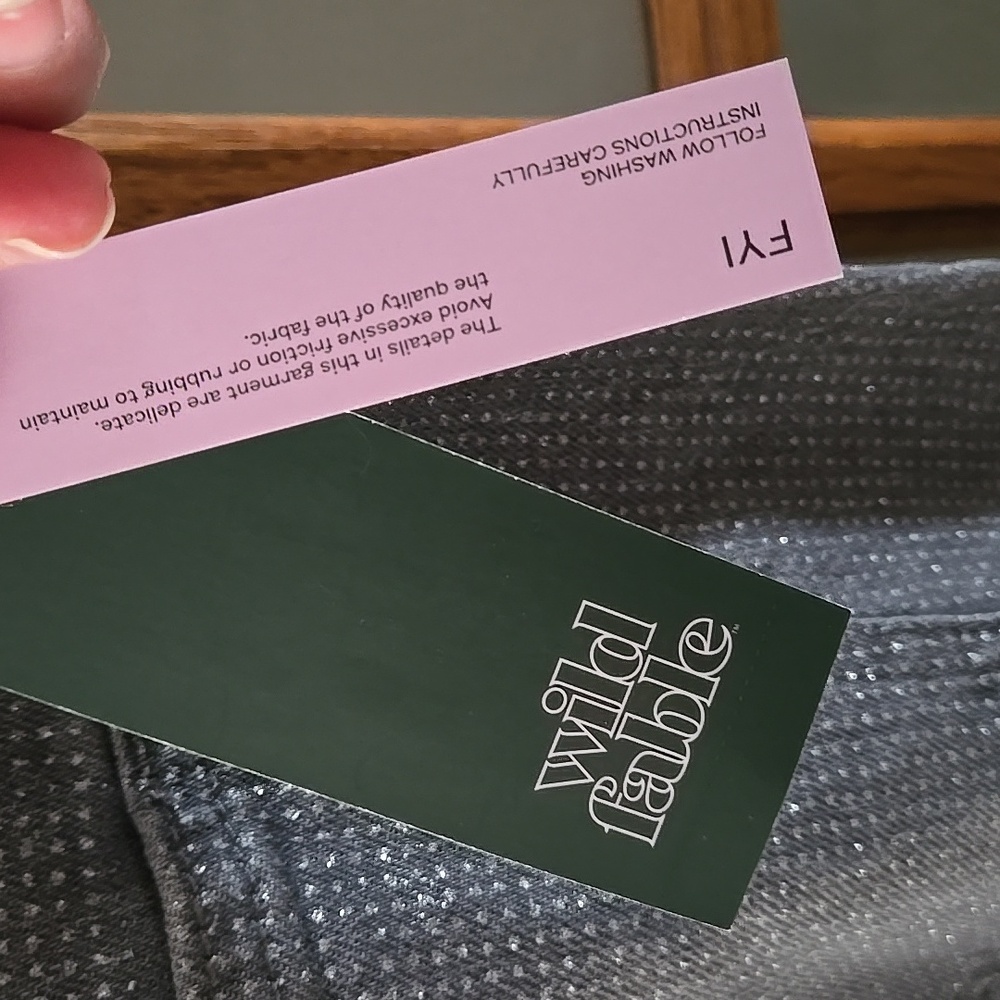 FYI
FOLLOW WASHING
INSTRUCTIONS CAREFULLY
The details in this garment are delicate.
Avoid excessive friction or rubbing to maintain
the quality of the fabric.
wild
fable™